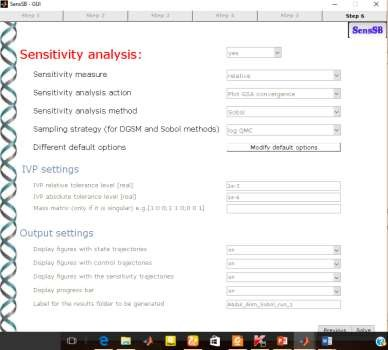 SensSB - GUI
Step 1 Step 2 Step 3 Step 4 Step 5 Step 6
SensSB
Sensitivity analysis: yes
Sensitivity measure relative
Sensitivity analysis action Plot GSA convergence
Sensitivity analysis method Sobol
Sampling strategy (for DGSM and Sobol methods) log QMC
Different default options Modify default options
IVP settings
IVP relative tolerance level [real] 1e-3
IVP absolute tolerance level [real] 1e-6
Mass matrix (only if it is singular) e.g.[1 0 0;1 1 0;0 0 1]
Output settings
Display figures with state trajectories on
Display figures with control trajectories on
Display figures with the sensitivity trajectories on
Display progress bar on
Label for the results folder to be generated
Previous Solve